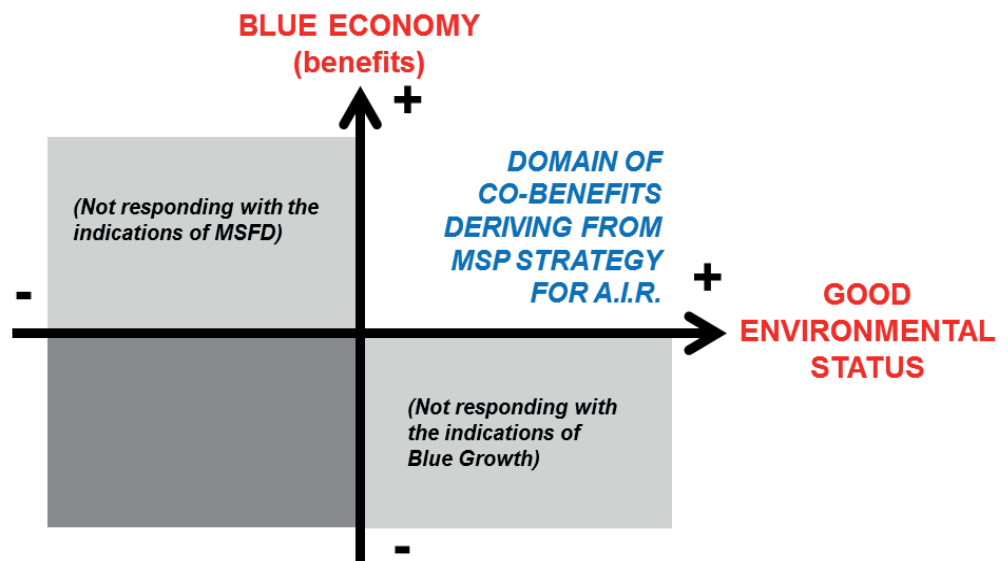 BLUE ECONOMY
(benefits)
+
DOMAIN OF
CO-BENEFITS
DERIVING FROM
MSP STRATEGY
FOR A.I.R.
(Not responding with the
indications of MSFD)
-
+
GOOD
ENVIRONMENTAL
STATUS
(Not responding with
the indications of
Blue Growth)
-